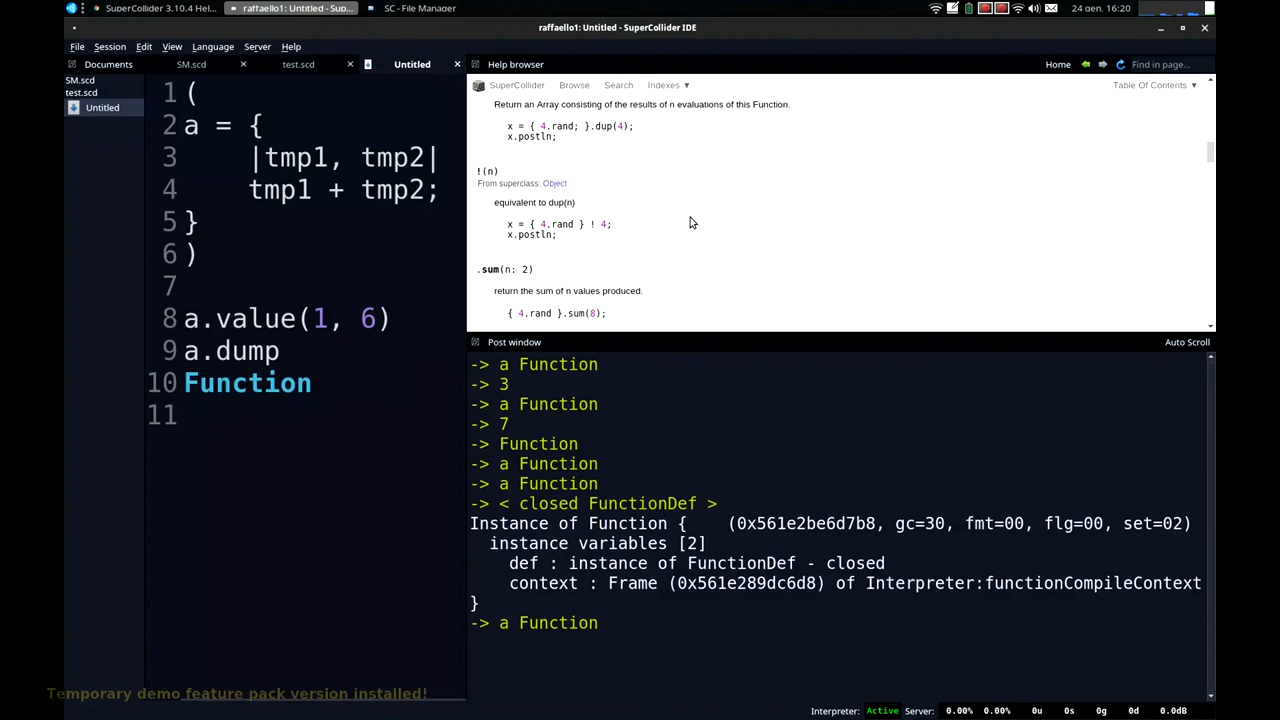 SuperCollider 3.10.4 Hel...
raffaello1: Untitled - Sup...
SC - File Manager
24 gen. 16:20
raffaello1: Untitled - SuperCollider IDE
File Session Edit View Language Server Help
Documents
SM.scd
test.scd
Untitled
Help browser
Home
Find in page...
SM.scd
test.scd
Untitled
1 (
2 a = {
3 |tmp1, tmp2|
4 tmp1 + tmp2;
5 }
6 )
7
8 a.value(1, 6)
9 a.dump
10 Function
11
SuperCollider Browse Search Indexes ▼ Table Of Contents ▼
Return an Array consisting of the results of n evaluations of this Function.
x = { 4.rand; }.dup(4);
x.postln;
!(n)
From superclass: Object
equivalent to dup(n)
x = { 4.rand } ! 4;
x.postln;
.sum(n: 2)
return the sum of n values produced.
{ 4.rand }.sum(8);
Post window
Auto Scroll
-> a Function
-> 3
-> a Function
-> 7
-> Function
-> a Function
-> a Function
-> < closed FunctionDef >
Instance of Function { (0x561e2be6d7b8, gc=30, fmt=00, flg=00, set=02)
instance variables [2]
def : instance of FunctionDef - closed
context : Frame (0x561e289dc6d8) of Interpreter:functionCompileContext
}
-> a Function
Temporary demo feature pack version installed!
Interpreter: Active Server: 0.00% 0.00% 0u 0s 0g 0d 0.0dB